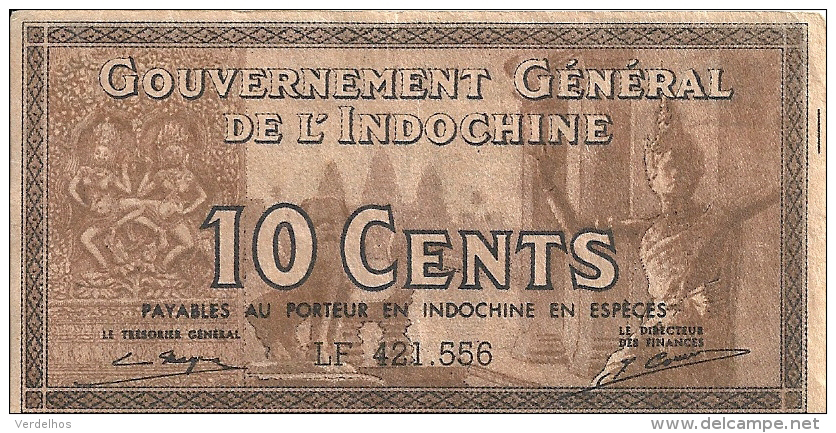 GOUVERNEMENT GÉNÉRAL
DE L'INDOCHINE
10 CENTS
PAYABLES AU PORTEUR EN INDOCHINE EN ESPÈCES
LE TRÉSORIER GÉNÉRAL
LE DIRECTEUR
DES FINANCES
LF 421.556
Verdelhos
www.delcampe.net